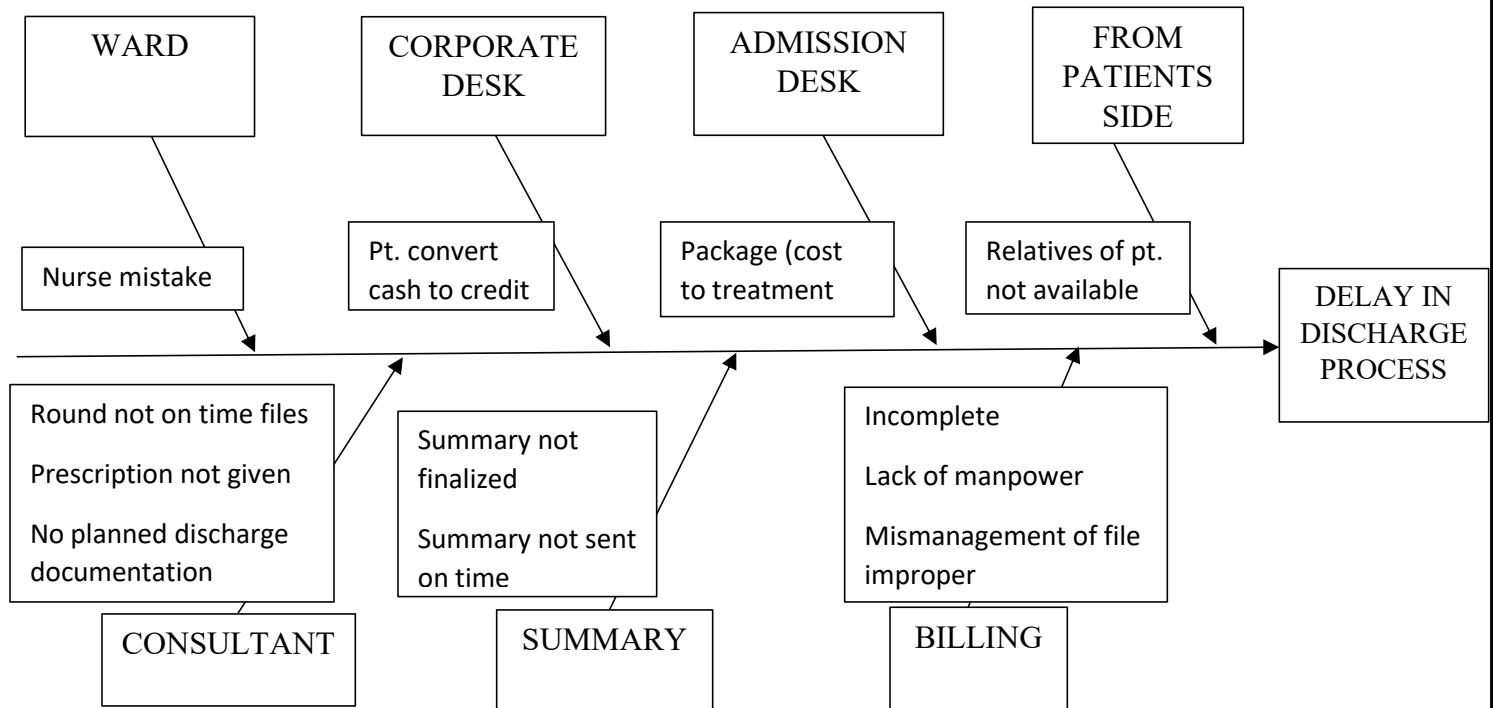 WARD
CORPORATE
DESK
ADMISSION
DESK
FROM
PATIENTS
SIDE
Nurse mistake
Pt. convert
cash to credit
Package (cost
to treatment
Relatives of pt.
not available
DELAY IN
DISCHARGE
PROCESS
Round not on time files
Prescription not given
No planned discharge
documentation
Summary not
finalized
Summary not sent
on time
Incomplete
Lack of manpower
Mismanagement of file
improper
CONSULTANT
SUMMARY
BILLING